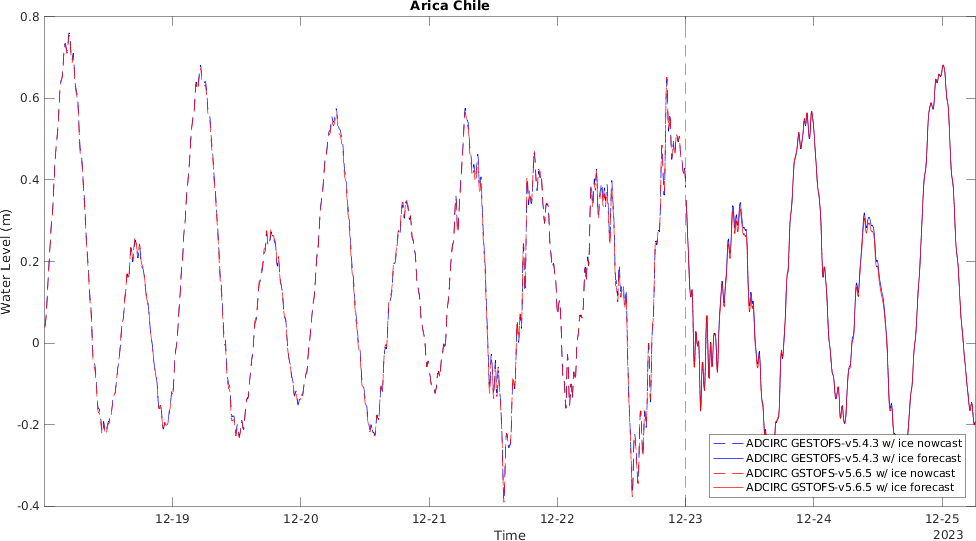 Arica Chile
Water Level (m)
0.8
0.6
0.4
0.2
0
-0.2
-0.4
12-19
12-20
12-21
12-22
12-23
12-24
12-25
2023
Time
ADCIRC GESTOFS-v5.4.3 w/ ice nowcast
ADCIRC GESTOFS-v5.4.3 w/ ice forecast
ADCIRC GSTOFS-v5.6.5 w/ ice nowcast
ADCIRC GSTOFS-v5.6.5 w/ ice forecast